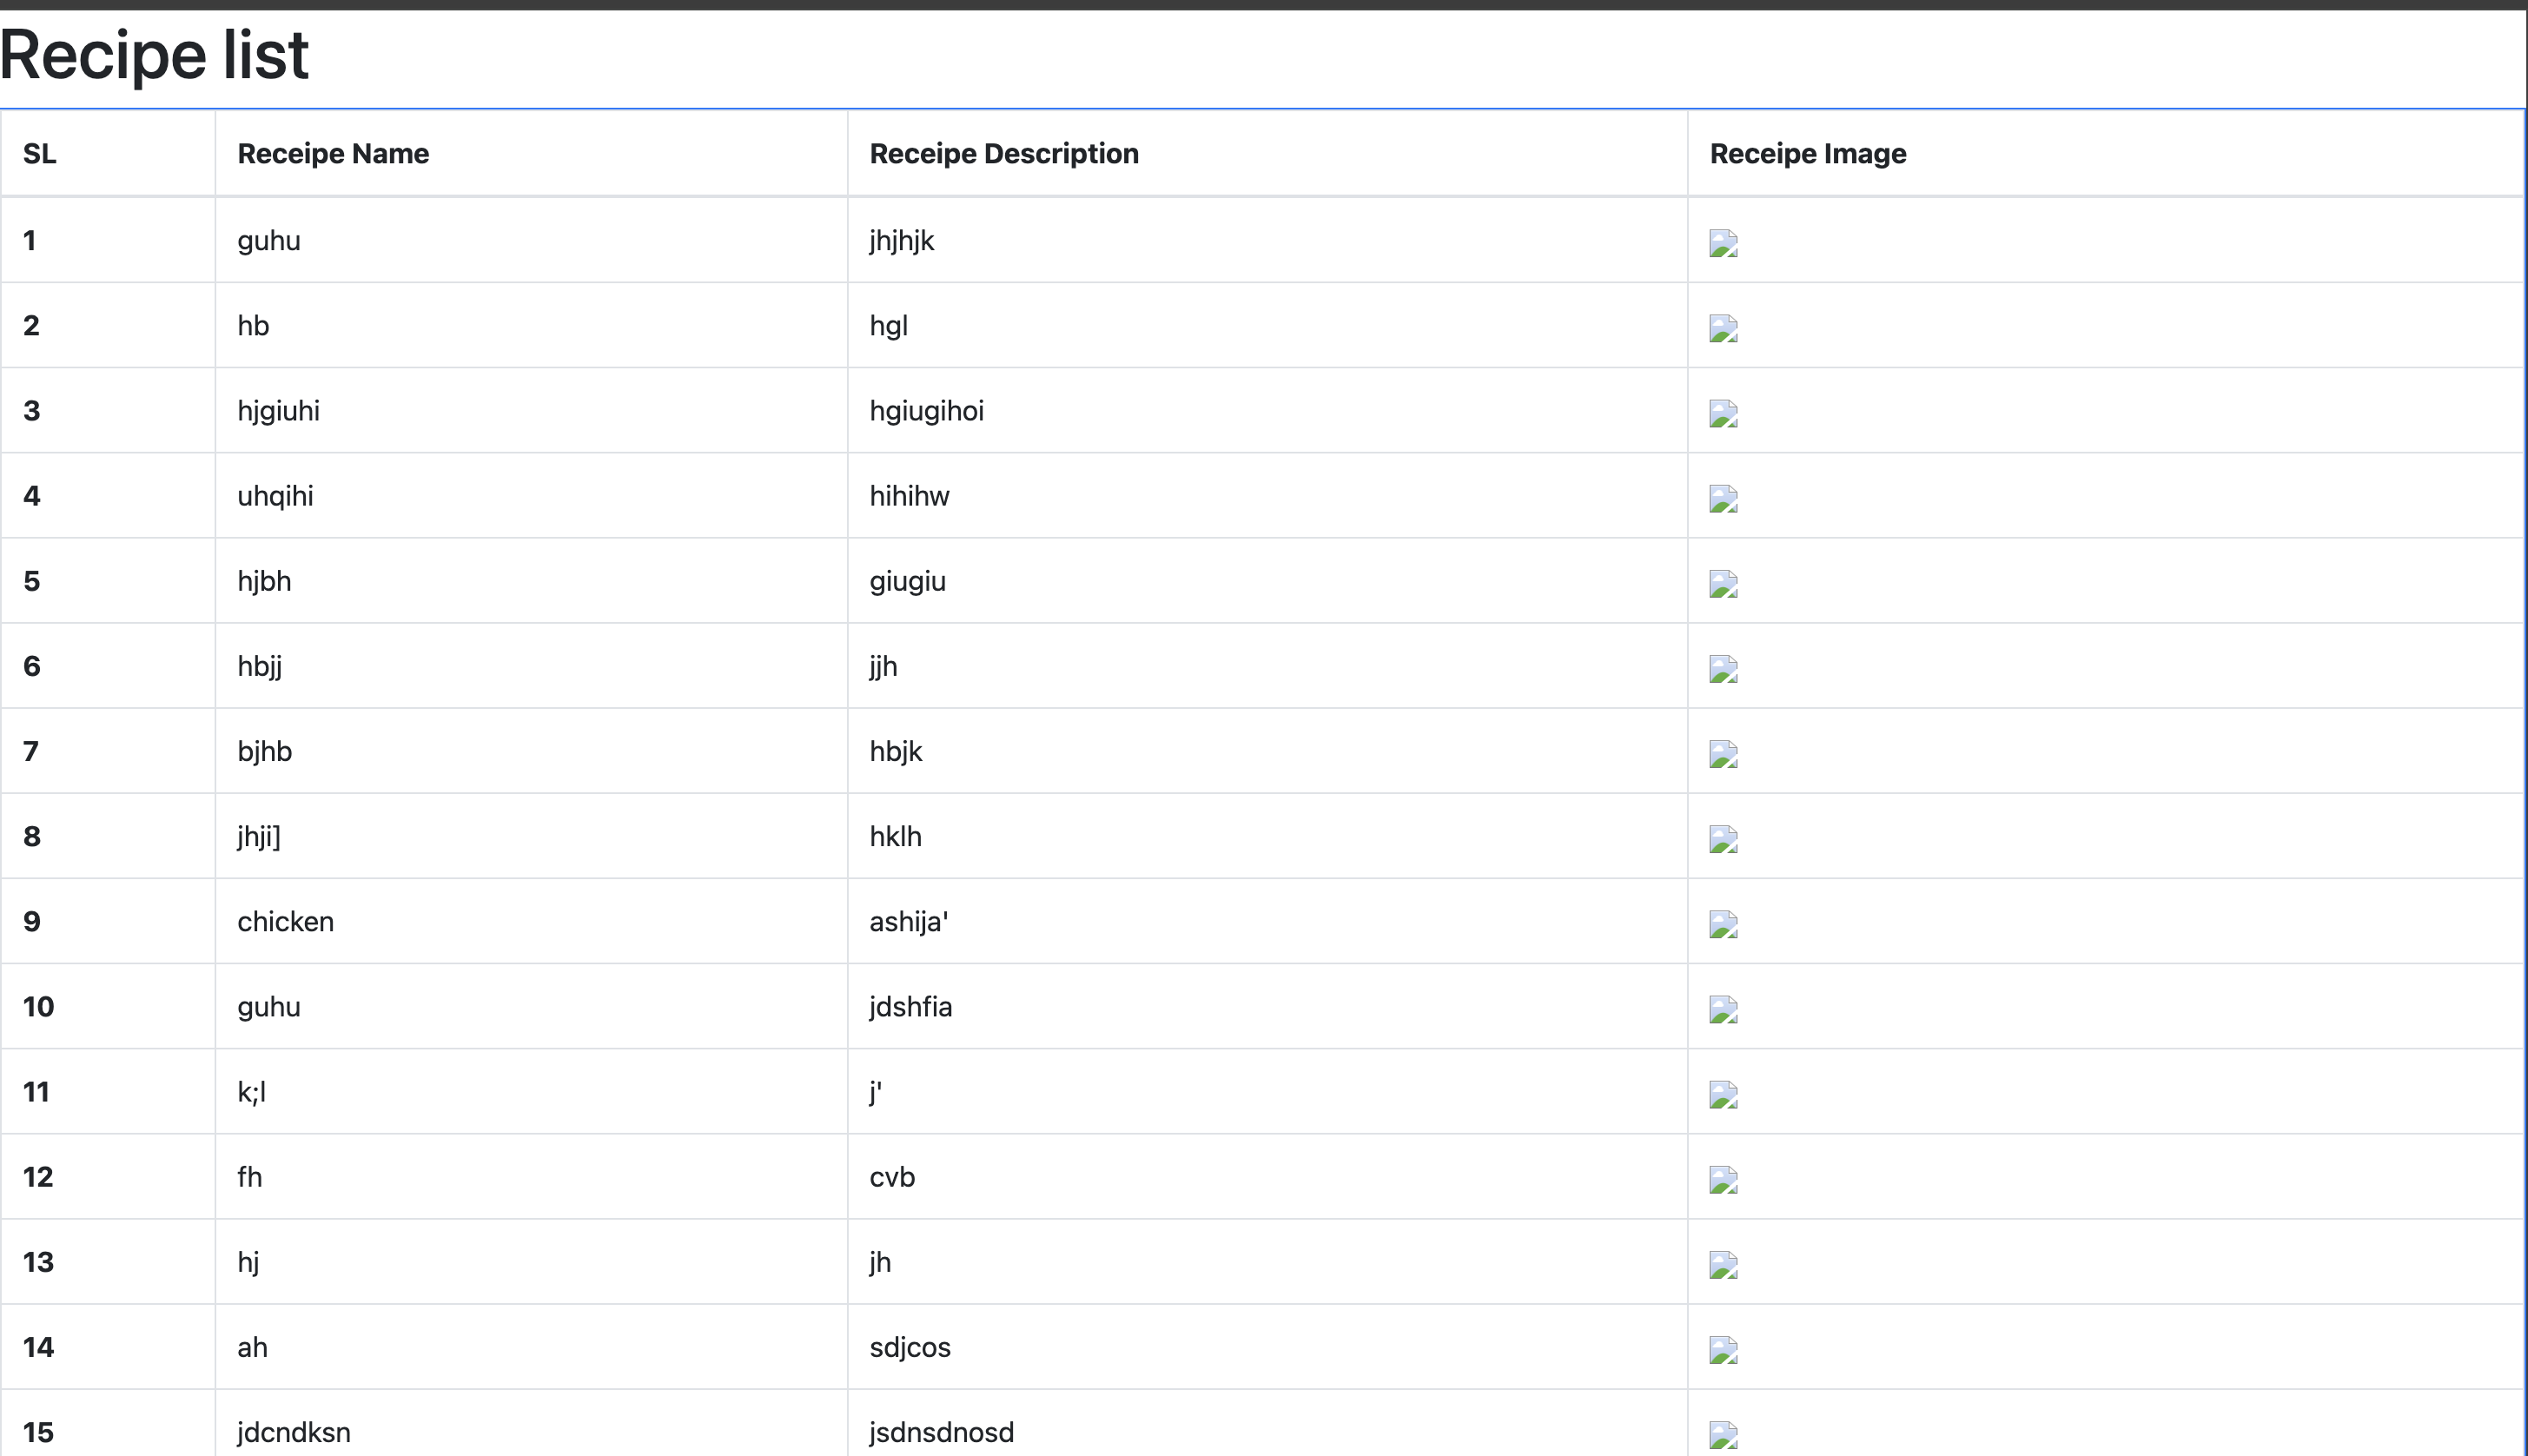 Recipe list
SL Receipe Name Receipe Description Receipe Image
1 guhu jhjhjk
2 hb hgl
3 hjgiuhi hgiugihoi
4 uhqihi hihihw
5 hjbh giugiu
6 hbjj jjh
7 bjhb hbjk
8 jhji] hklh
9 chicken ashija'
10 guhu jdshfia
11 k;l j'
12 fh cvb
13 hj jh
14 ah sdjcos
15 jdcndksn jsdnsdnosd